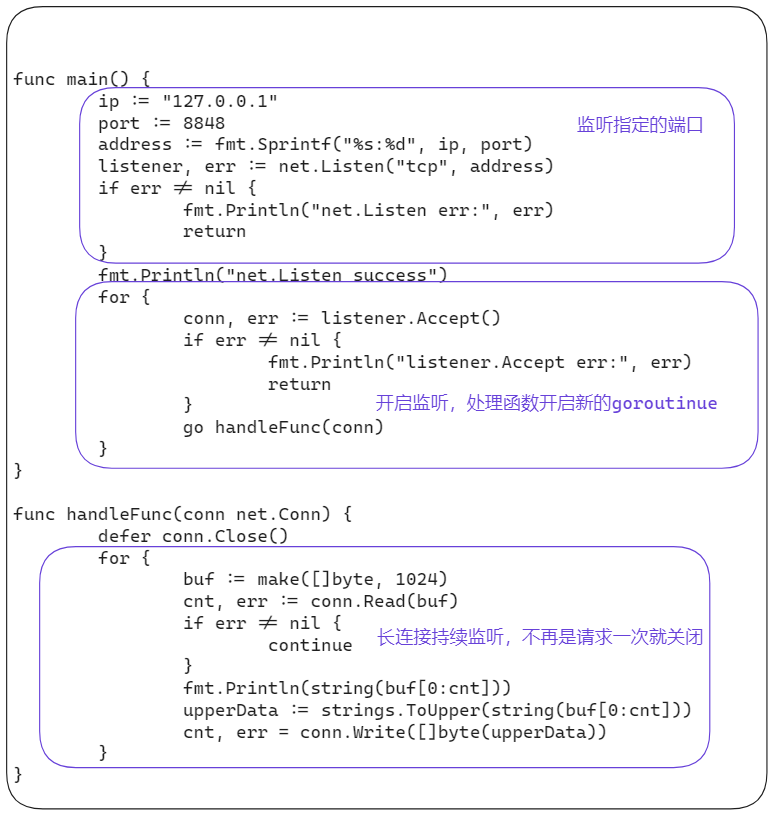 func main() {
ip := "127.0.0.1"
监听指定的端口
port := 8848
address := fmt.Sprintf("%s:%d", ip, port)
listener, err := net.Listen("tcp", address)
if err != nil {
fmt.Println("net.Listen err:", err)
return
}
fmt.Println("net.Listen success")
for {
conn, err := listener.Accept()
if err != nil {
fmt.Println("listener.Accept err:", err)
return
}
开启监听，处理函数开启新的goroutinue
go handleFunc(conn)
}
}
func handleFunc(conn net.Conn) {
defer conn.Close()
for {
buf := make([]byte, 1024)
cnt, err := conn.Read(buf)
if err != nil {
长连接持续监听，不再是请求一次就关闭
continue
}
fmt.Println(string(buf[0:cnt]))
upperData := strings.ToUpper(string(buf[0:cnt]))
cnt, err = conn.Write([]byte(upperData))
}
}